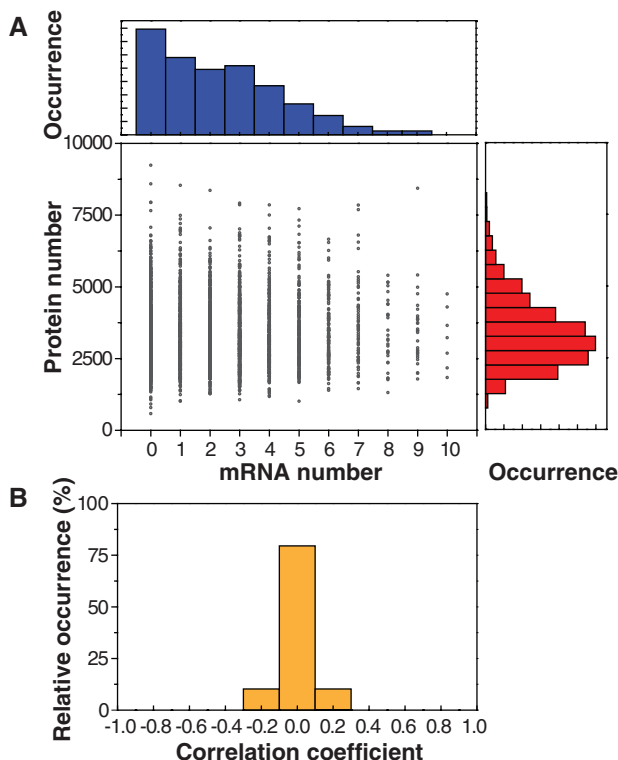 A
Occurrence
10000
7500
5000
2500
0
Protein number
0 1 2 3 4 5 6 7 8 9 10
mRNA number
Occurrence
B
Relative occurrence (%)
100
75
50
25
0
-1.0 -0.8 -0.6 -0.4 -0.2 0.0 0.2 0.4 0.6 0.8 1.0
Correlation coefficient